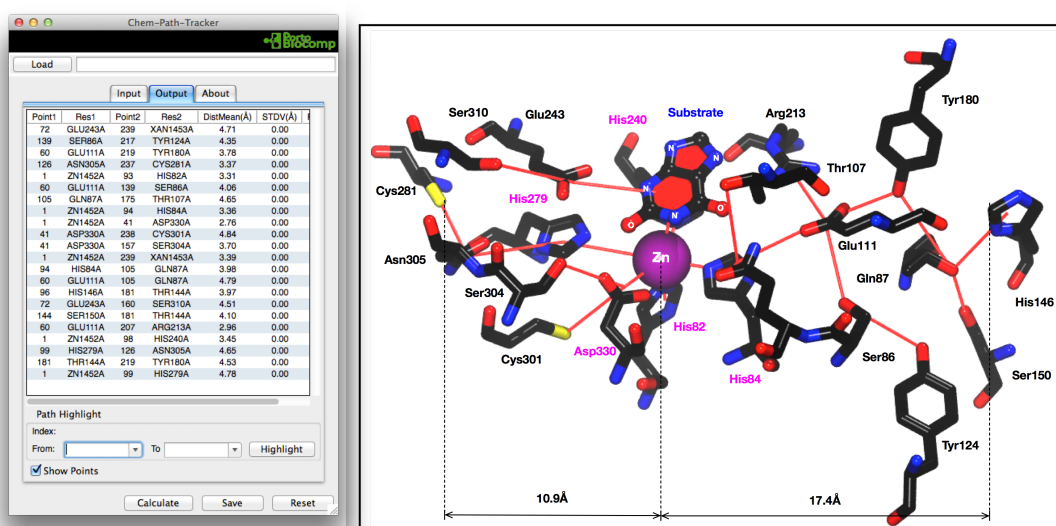 Chem-Path-Tracker
Porto
Biocomp
Load
Input Output About
Point1 Res1 Point2 Res2 DistMean(Å) STDV(Å)
72 GLU243A 239 XAN1453A 4.71 0.00
139 SER86A 217 TYR124A 4.35 0.00
60 GLU111A 219 TYR180A 3.78 0.00
126 ASN305A 237 CYS281A 3.37 0.00
1 ZN1452A 93 HIS82A 3.31 0.00
60 GLU111A 139 SER86A 4.06 0.00
105 GLN87A 175 THR107A 4.65 0.00
1 ZN1452A 94 HIS84A 3.36 0.00
1 ZN1452A 41 ASP330A 2.76 0.00
41 ASP330A 238 CYS301A 4.84 0.00
41 ASP330A 157 SER304A 3.70 0.00
1 ZN1452A 239 XAN1453A 3.39 0.00
94 HIS84A 105 GLN87A 3.98 0.00
60 GLU111A 105 GLN87A 4.79 0.00
96 HIS146A 181 THR144A 3.97 0.00
72 GLU243A 160 SER310A 4.51 0.00
144 SER150A 181 THR144A 4.10 0.00
60 GLU111A 207 ARG213A 2.96 0.00
1 ZN1452A 98 HIS240A 3.45 0.00
99 HIS279A 126 ASN305A 4.65 0.00
181 THR144A 219 TYR180A 4.53 0.00
1 ZN1452A 99 HIS279A 4.78 0.00
Path Highlight
Index:
From: To Highlight
Show Points
Calculate Save Reset
Tyr180
Ser310 Glu243 His240 Substrate Arg213
N N
Thr107
Cys281 His279 N N
O O
Glu111
Asn305 Zn Gln87
Ser304 His146
His82
Cys301 Asp330 Ser86
His84 Ser150
Tyr124
10.9Å 17.4Å